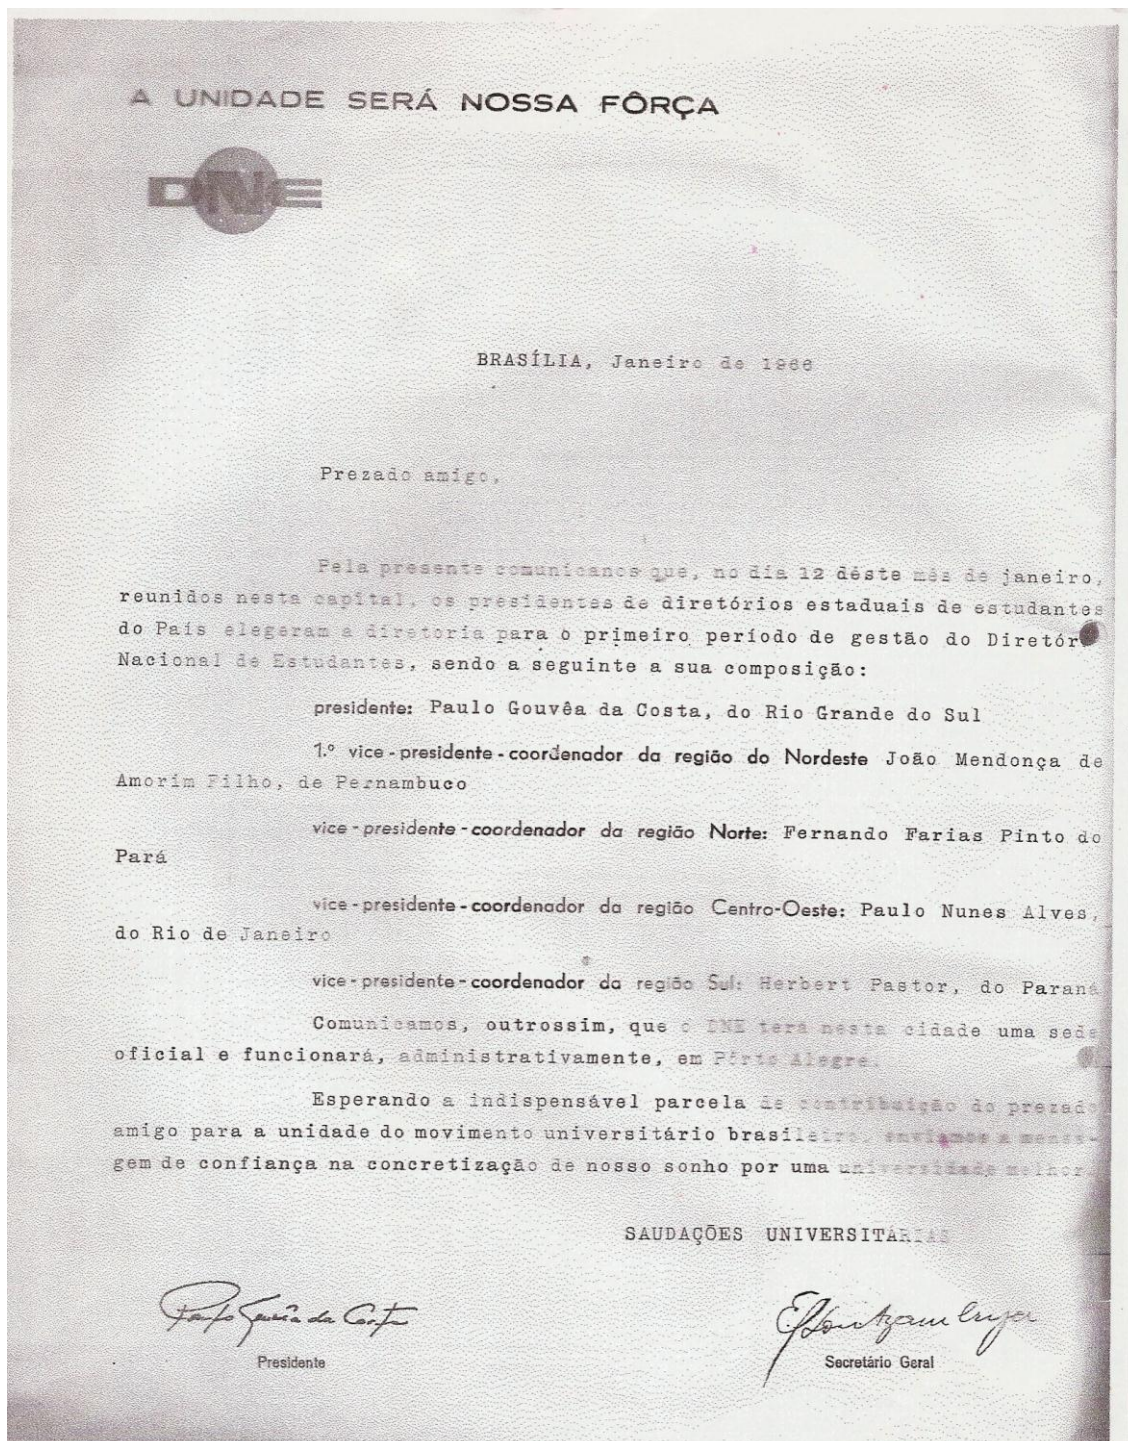 A UNIDADE SERÁ NOSSA FÔRÇA
DNE
BRASÍLIA, Janeiro de 1966
Prezado amigo,
Pela presente comunicamos que, no dia 12 dêste mês de janeiro,
reunidos nesta capital, os presidentes de diretórios estaduais de estudantes
do País elegeram a diretoria para o primeiro período de gestão do Diretór
Nacional de Estudantes, sendo a seguinte a sua composição:
presidente: Paulo Gouvêa da Costa, do Rio Grande do Sul
1.º vice-presidente-coordenador da região do Nordeste João Mendonça de
Amorim Filho, de Pernambuco
vice-presidente-coordenador da região Norte: Fernando Farias Pinto do
Pará
vice-presidente-coordenador da região Centro-Oeste: Paulo Nunes Alves,
do Rio de Janeiro
vice-presidente-coordenador da região Sul: Herbert Pastor, do Paraná
Comunicamos, outrossim, que o DNE terá nesta cidade uma sede
oficial e funcionará, administrativamente, em Pôrto Alegre.
Esperando a indispensável parcela de contribuição do prezado
amigo para a unidade do movimento universitário brasileiro, enviamos a mensa-
gem de confiança na concretização de nosso sonho por uma universidade melhor.
SAUDAÇÕES UNIVERSITÁRIAS
Paulo Gouvêa da Costa
Presidente
Secretário Geral